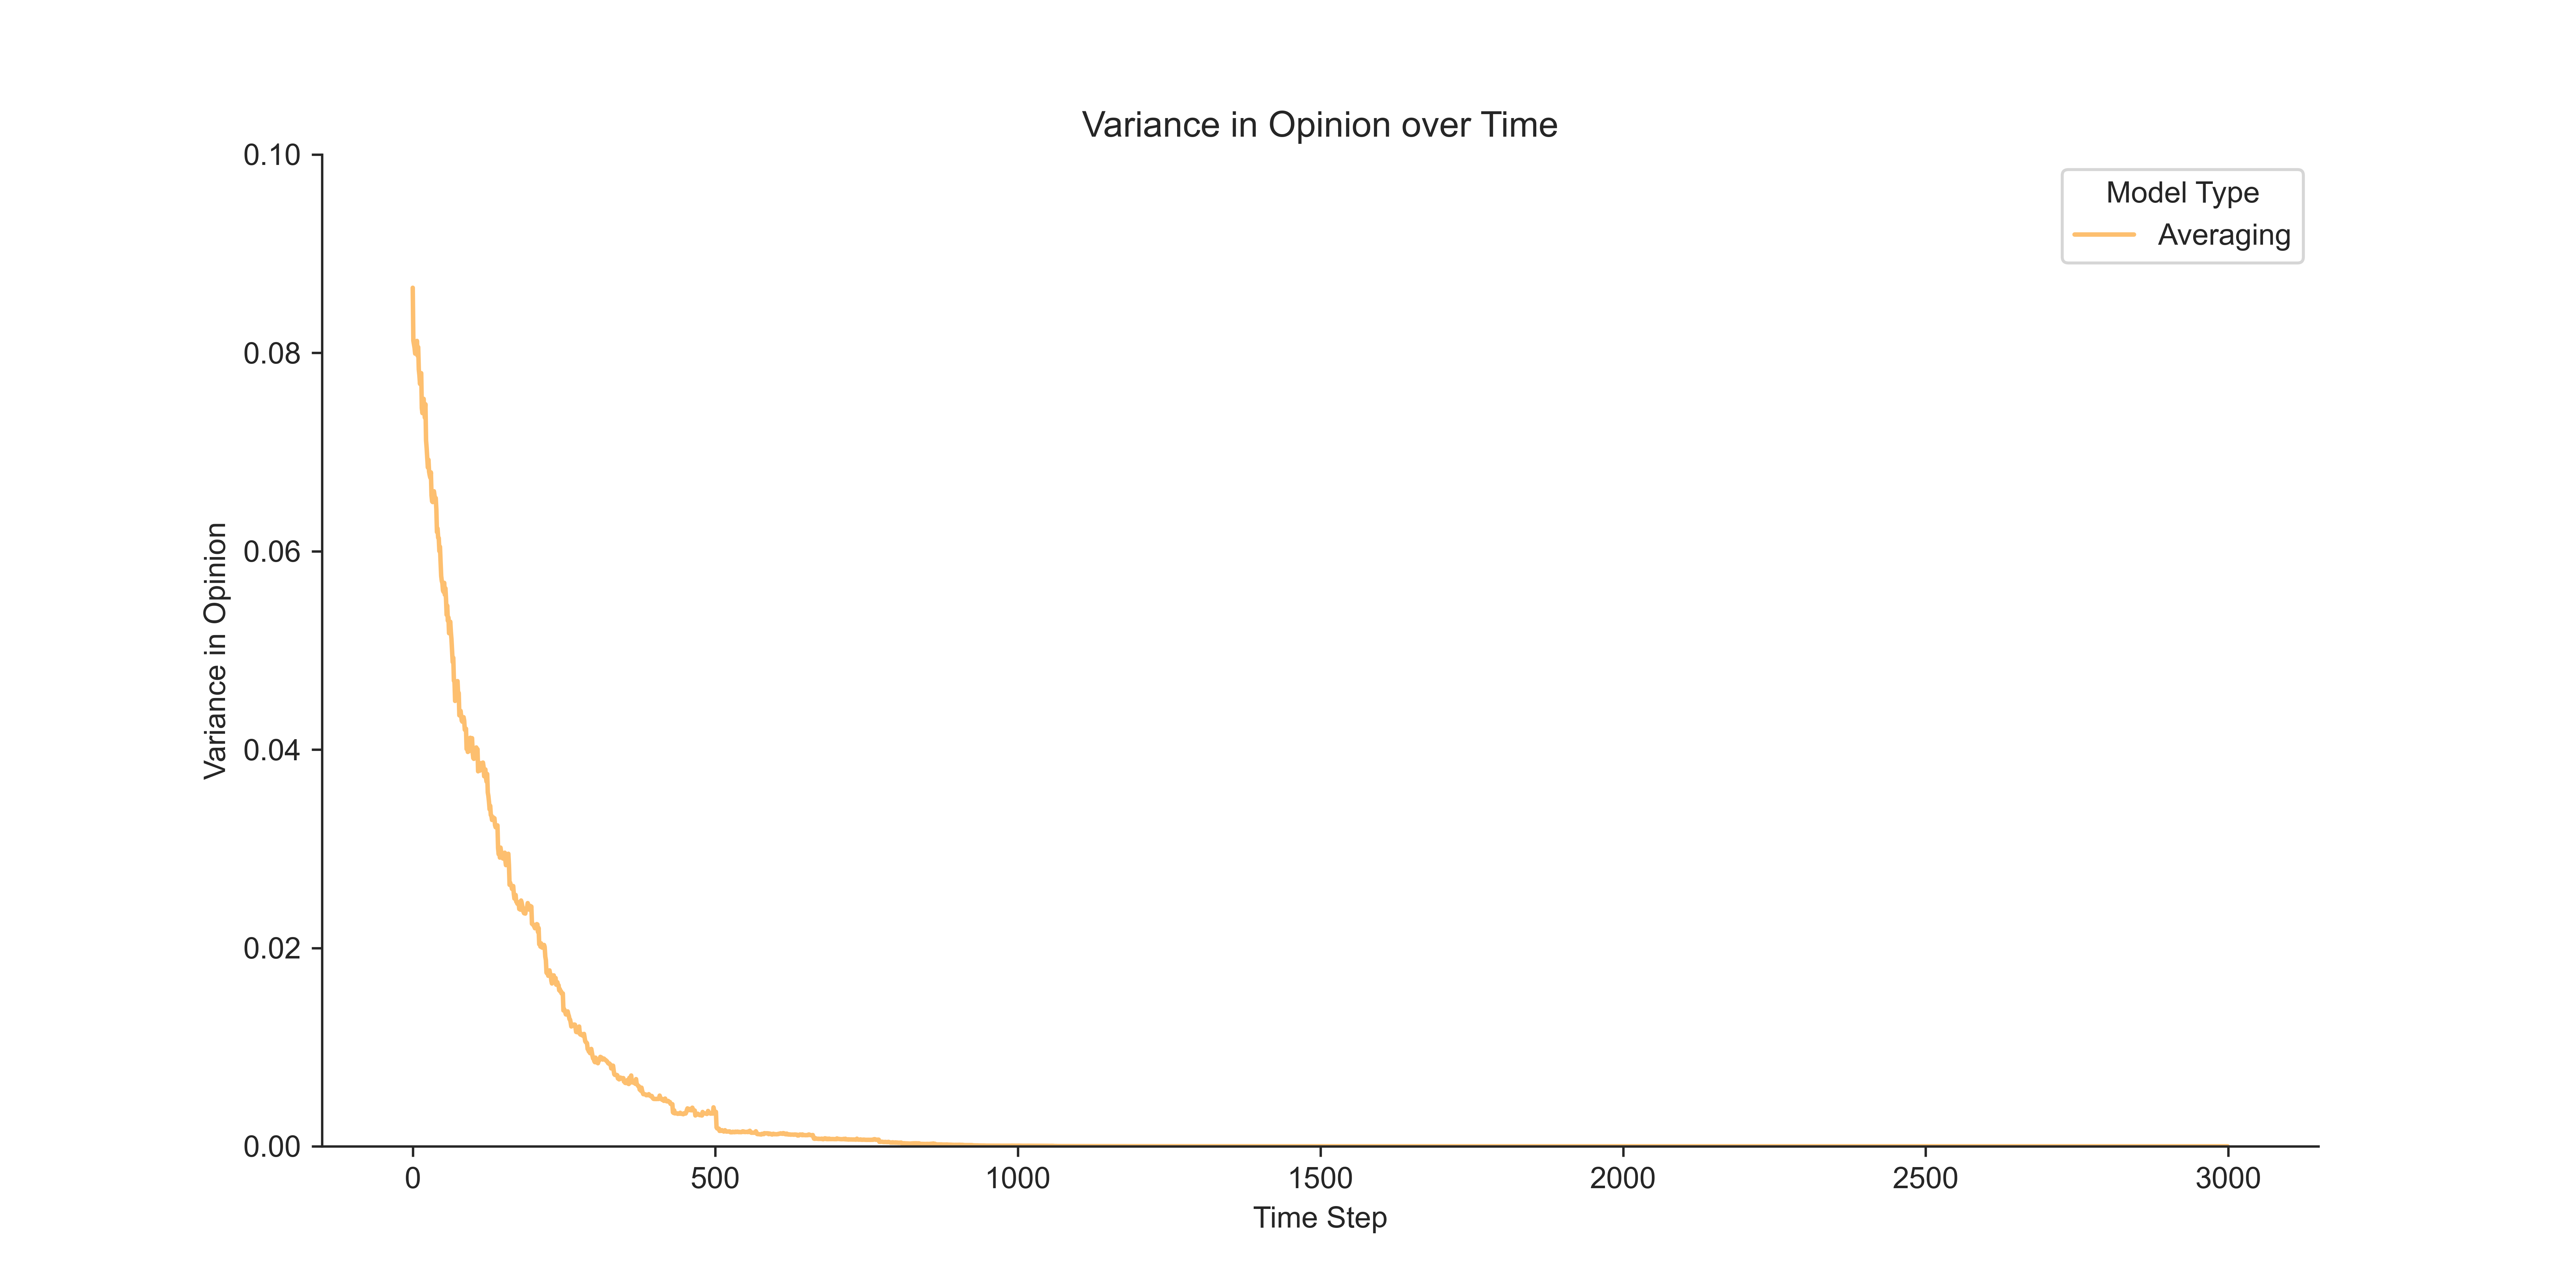 Variance in Opinion over Time
0.10
0.08
0.06
0.04
0.02
0.00
Variance in Opinion
Model Type
Averaging
0 500 1000 1500 2000 2500 3000
Time Step